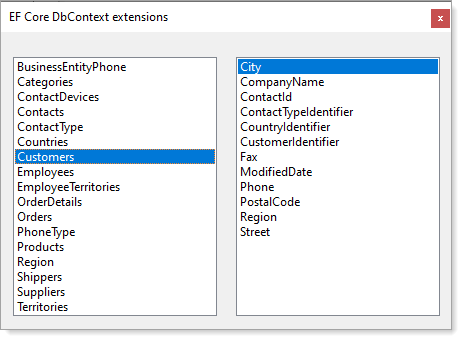 EF Core DbContext extensions
x
BusinessEntityPhone
Categories
ContactDevices
Contacts
ContactType
Countries
Customers
Employees
EmployeeTerritories
OrderDetails
Orders
PhoneType
Products
Region
Shippers
Suppliers
Territories
City
CompanyName
ContactId
ContactTypeIdentifier
CountryIdentifier
CustomerIdentifier
Fax
ModifiedDate
Phone
PostalCode
Region
Street